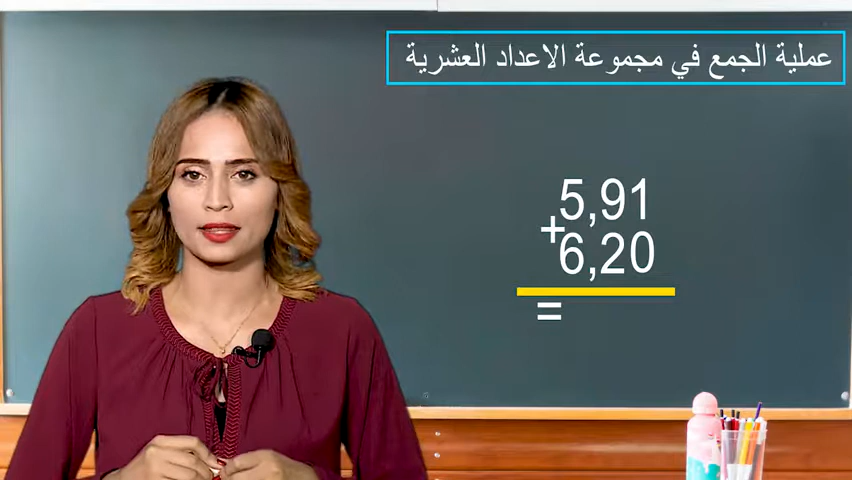 عملية الجمع في مجموعة الاعداد العشرية
5,91
+
6,20
=